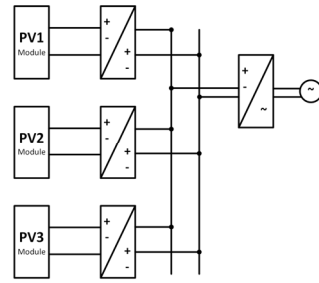 PV1
Module
+
-
+
-
+
-
~
~
PV2
Module
+
-
+
-
PV3
Module
+
-
+
-